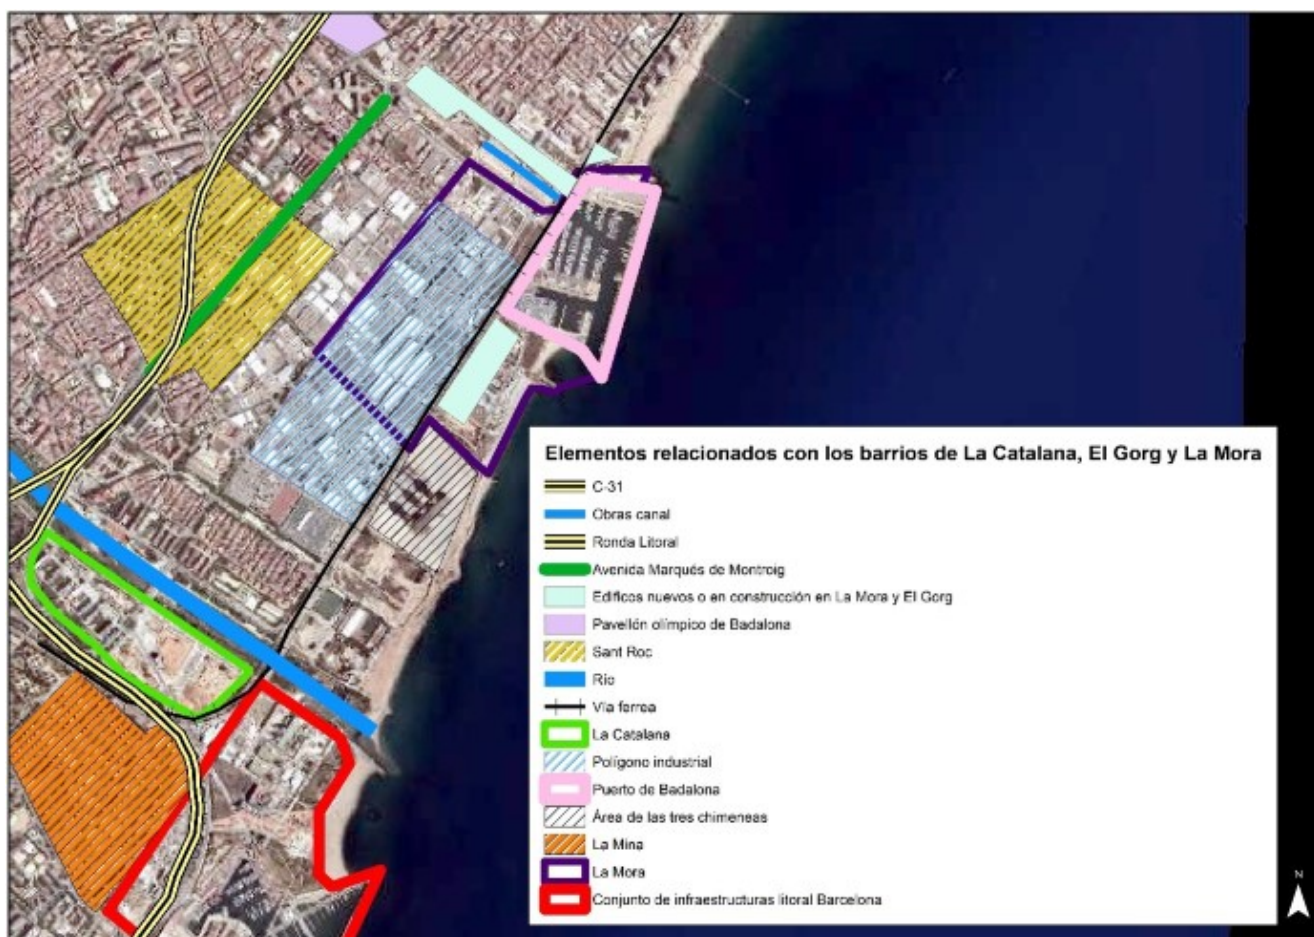 Elementos relacionados con los barrios de La Catalana, El Gorg y La Mora
C-31
Obras canal
Ronda Litoral
Avenida Marqués de Montroig
Edificos nuevos o en construcción en La Mora y El Gorg
Pavellón olímpico de Badalona
Sant Roc
Río
Vía ferrea
La Catalana
Polígono industrial
Puerto de Badalona
Área de las tres chimeneas
La Mina
La Mora
Conjunto de infraestructuras litoral Barcelona
N